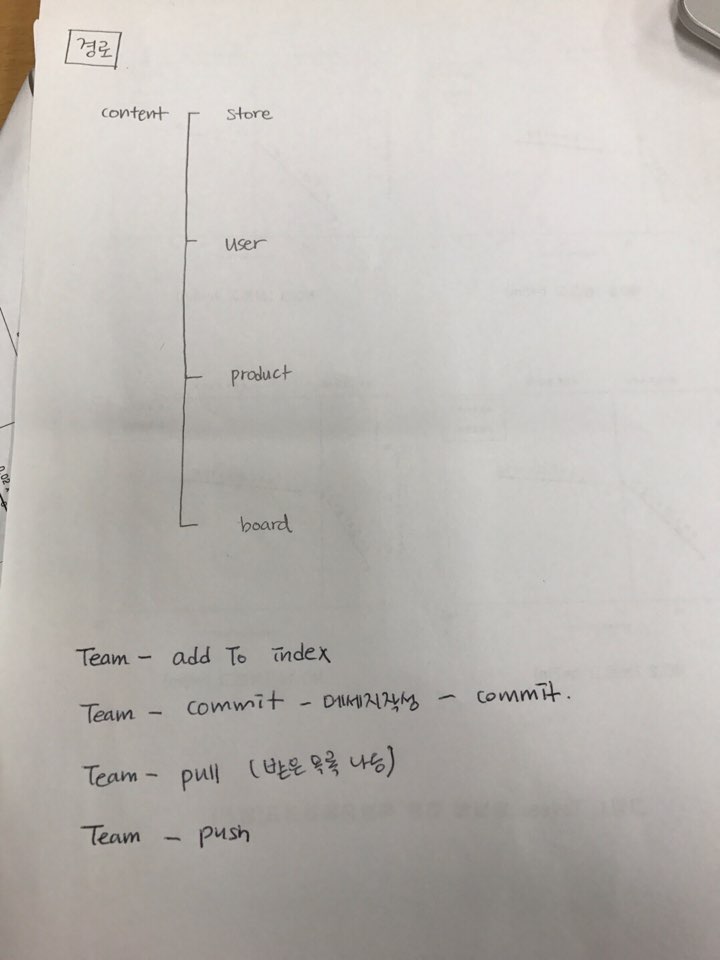 경로
content store
user
product
board
Team - add To index
Team - commit - 메세지작성 - commit.
Team - pull (받은 목록 나옴)
Team - push